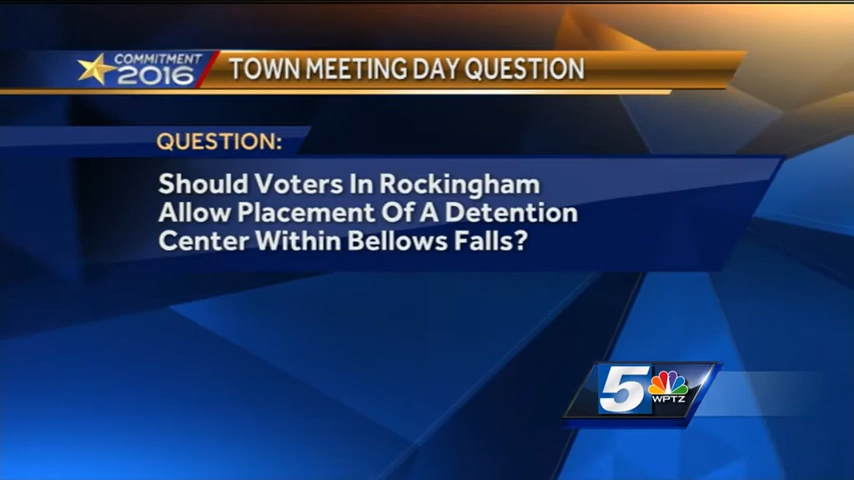 COMMITMENT
2016
TOWN MEETING DAY QUESTION
QUESTION:
Should Voters In Rockingham
Allow Placement Of A Detention
Center Within Bellows Falls?
5
WPTZ